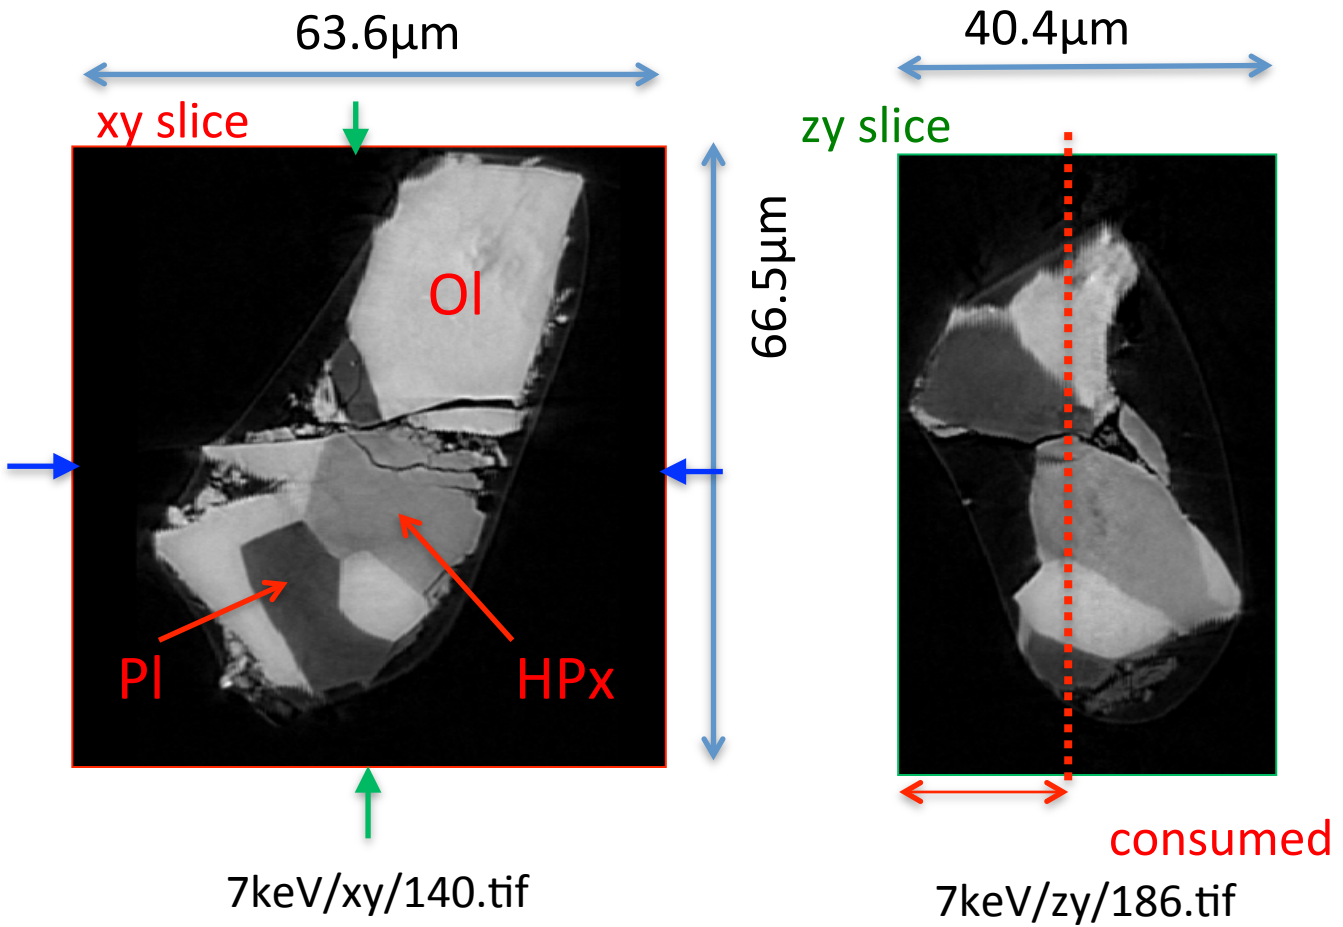 63.6µm
40.4µm
xy slice
zy slice
66.5µm
Ol
Pl
HPx
consumed
7keV/xy/140.tif
7keV/zy/186.tif